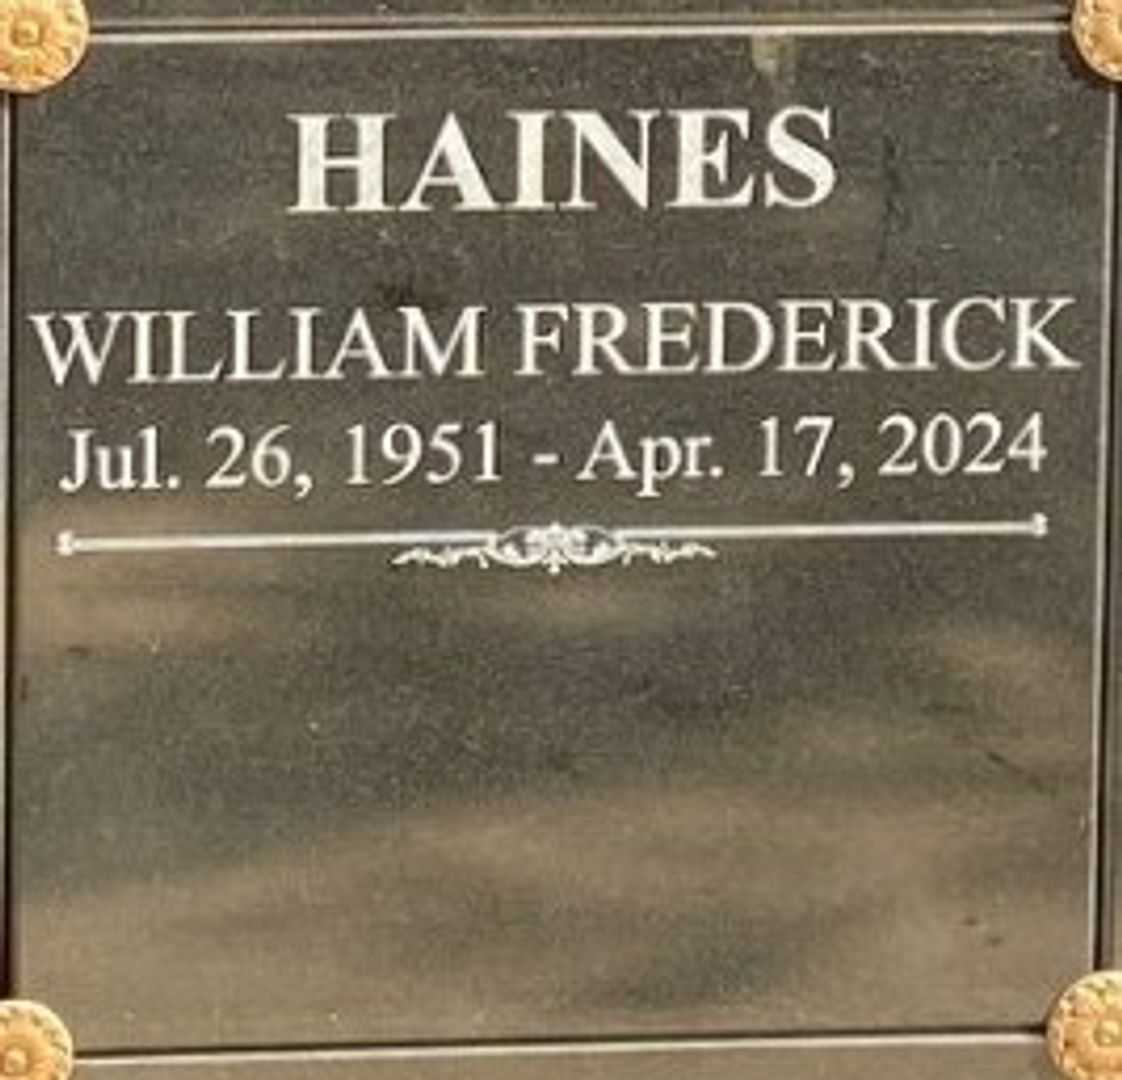 HAINES
WILLIAM FREDERICK
Jul. 26, 1951 - Apr. 17, 2024